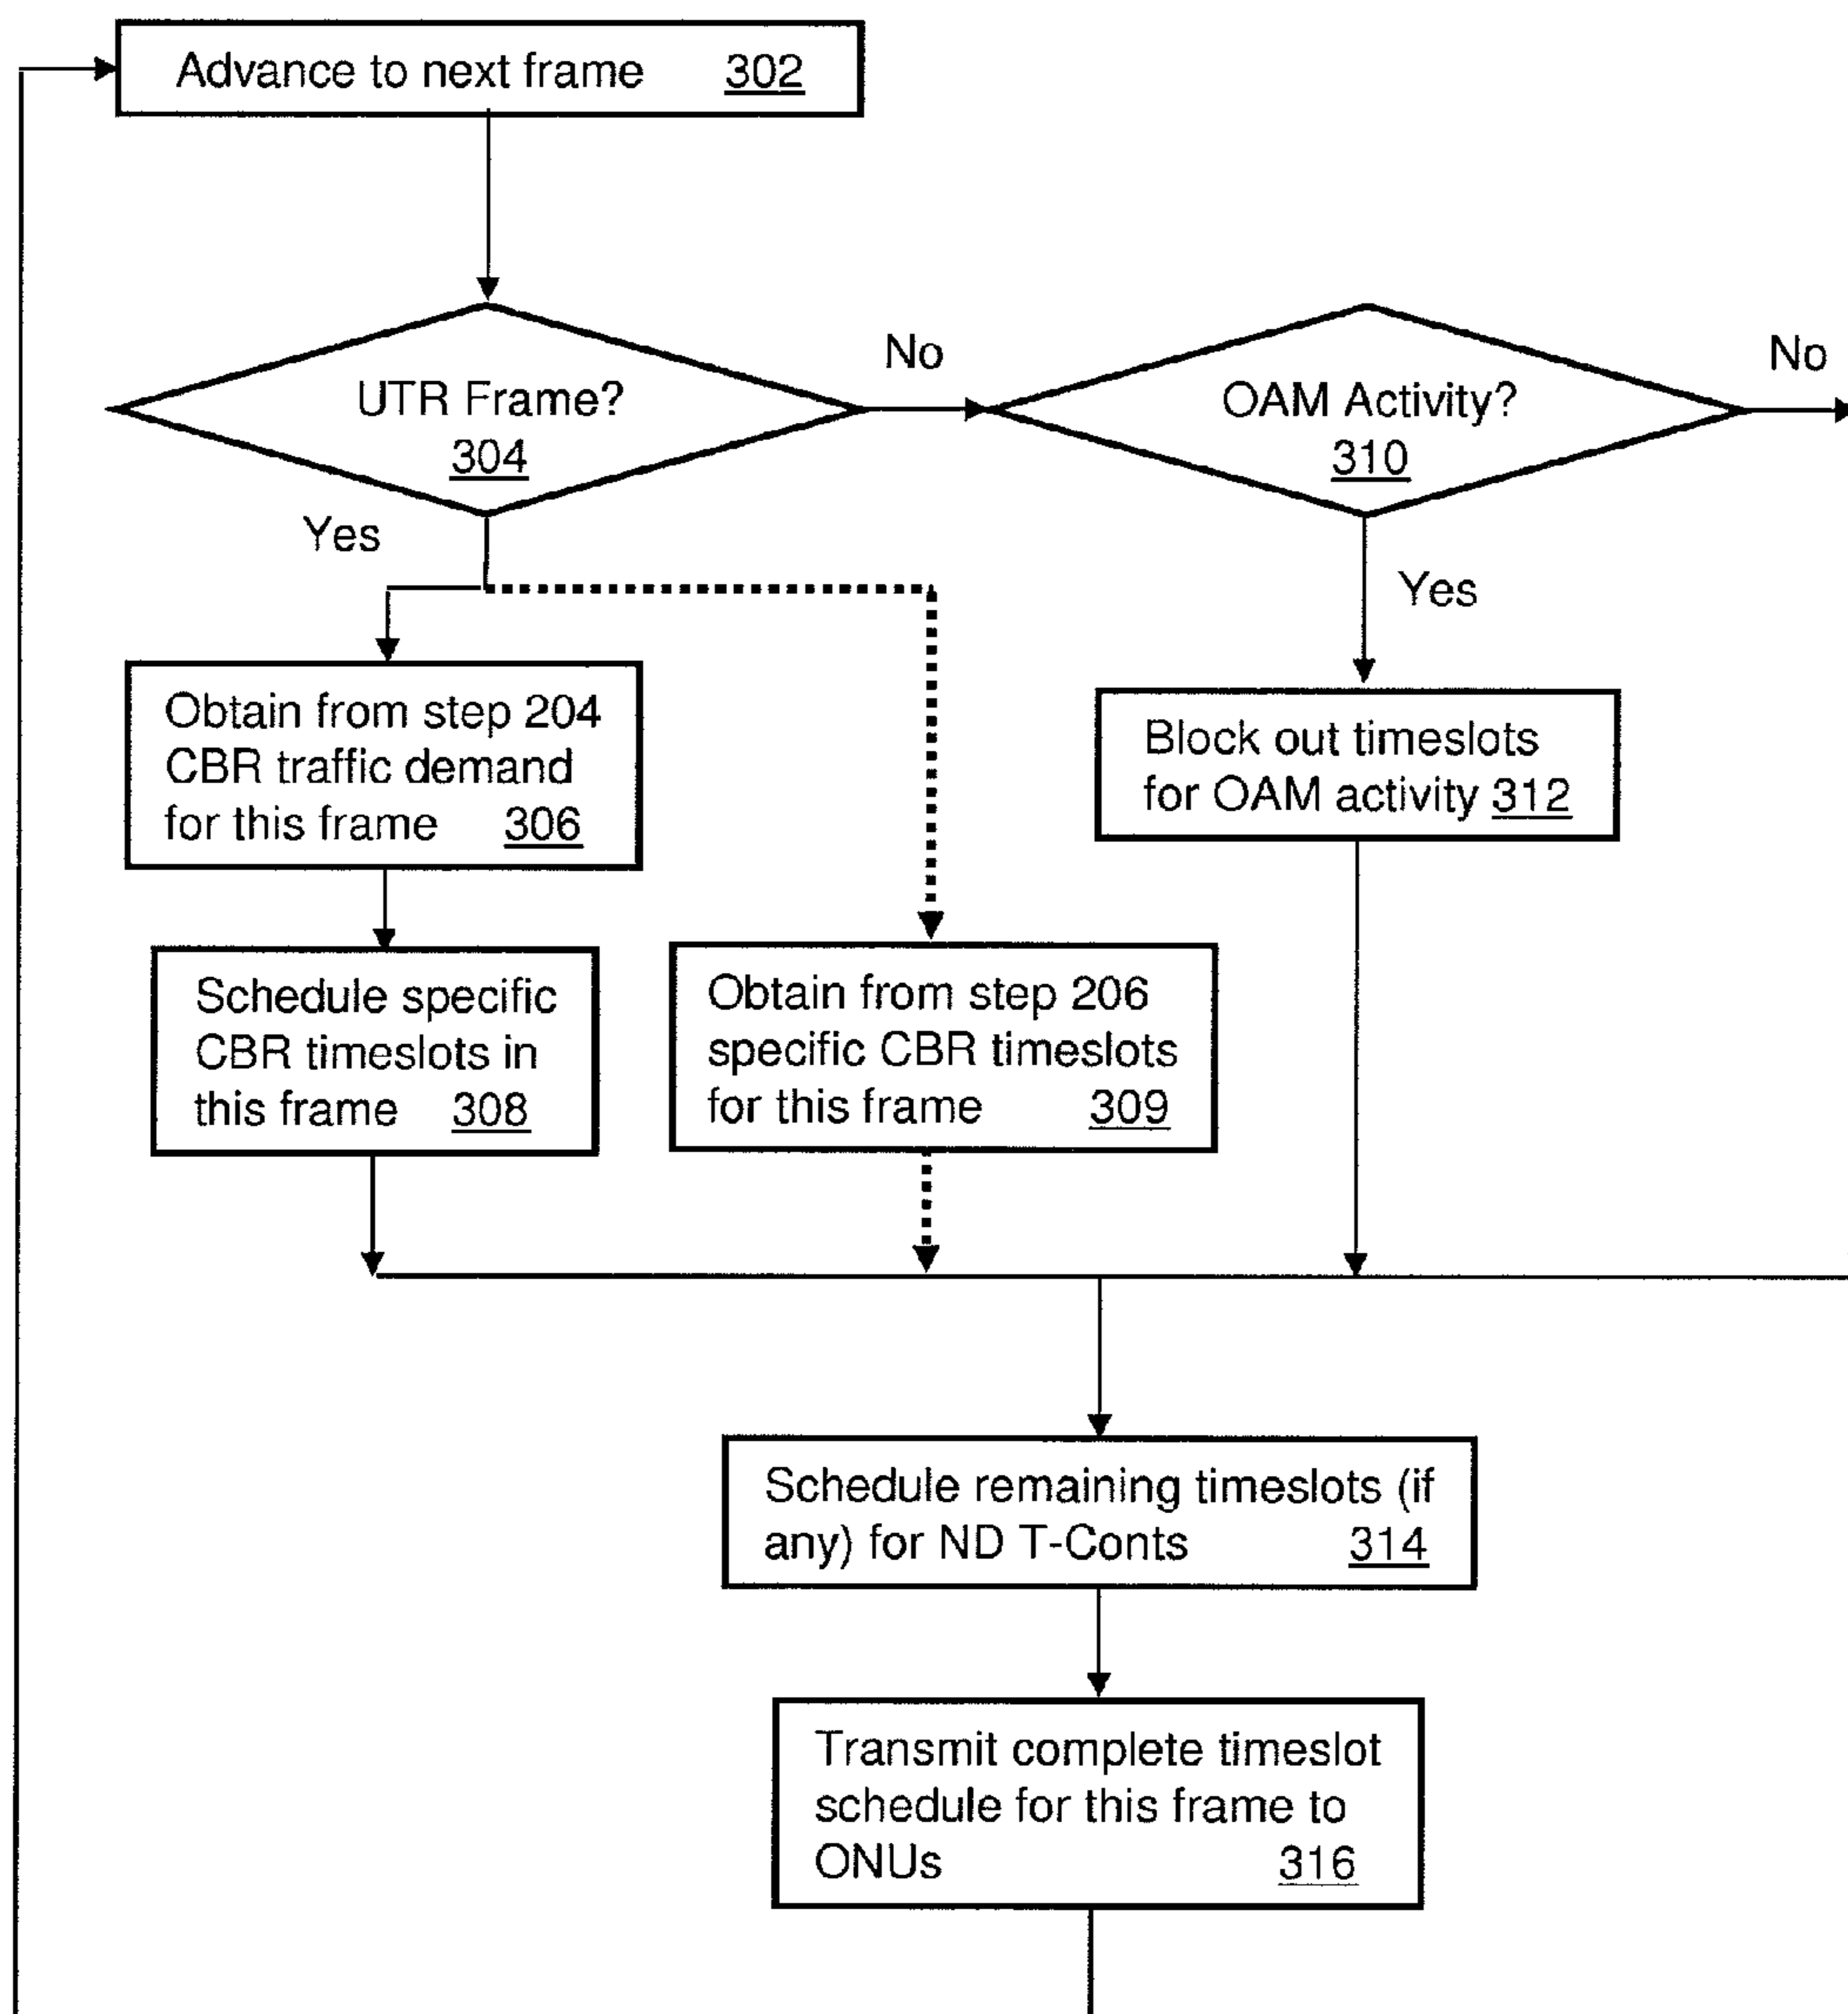 Advance to next frame 302
UTR Frame?
304
No
OAM Activity?
310
No
Yes
Yes
Obtain from step 204
CBR traffic demand
for this frame 306
Block out timeslots
for OAM activity 312
Schedule specific
CBR timeslots in
this frame 308
Obtain from step 206
specific CBR timeslots
for this frame 309
Schedule remaining timeslots (if
any) for ND T-Conts 314
Transmit complete timeslot
schedule for this frame to
ONUs 316